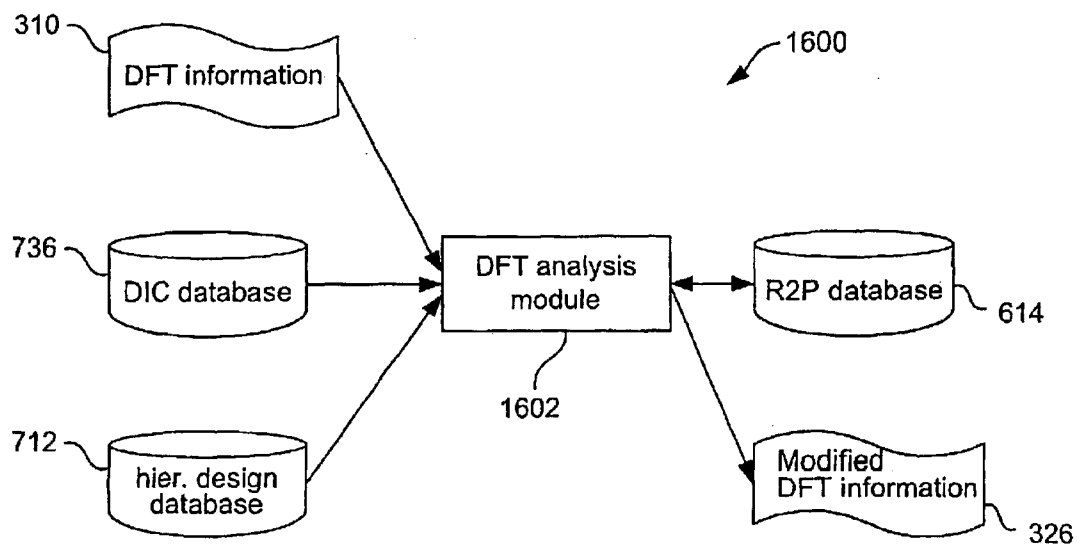 310
DFT information
1600
736
DIC database
DFT analysis
module
R2P database
614
1602
712
hier. design
database
Modified
DFT information
326